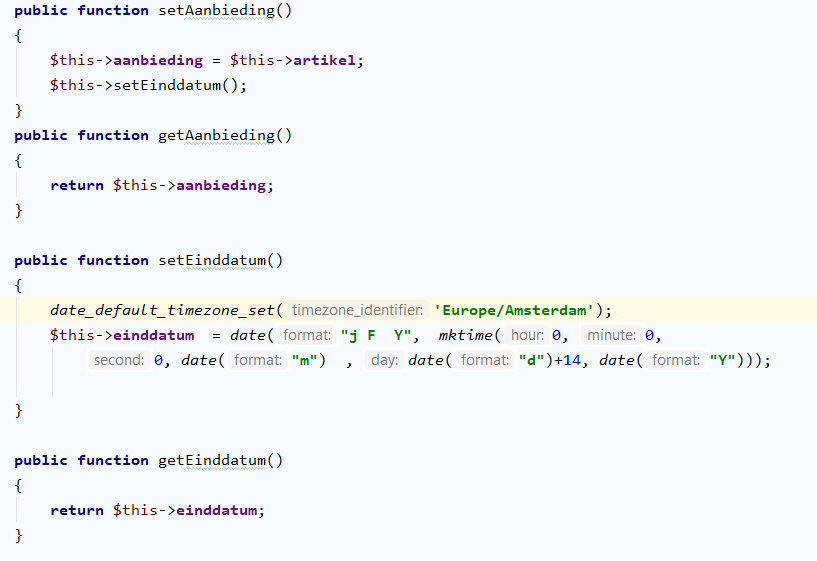 public function setAanbieding()
{
    $this->aanbieding = $this->artikel;
    $this->setEinddatum();
}
public function getAanbieding()
{
    return $this->aanbieding;
}

public function setEinddatum()
{
    date_default_timezone_set( timezone_identifier: 'Europe/Amsterdam');
    $this->einddatum  = date( format: "j F  Y",  mktime( hour: 0,  minute: 0,
        second: 0, date( format: "m")  ,  day: date( format: "d")+14, date( format: "Y")));

}

public function getEinddatum()
{
    return $this->einddatum;
}